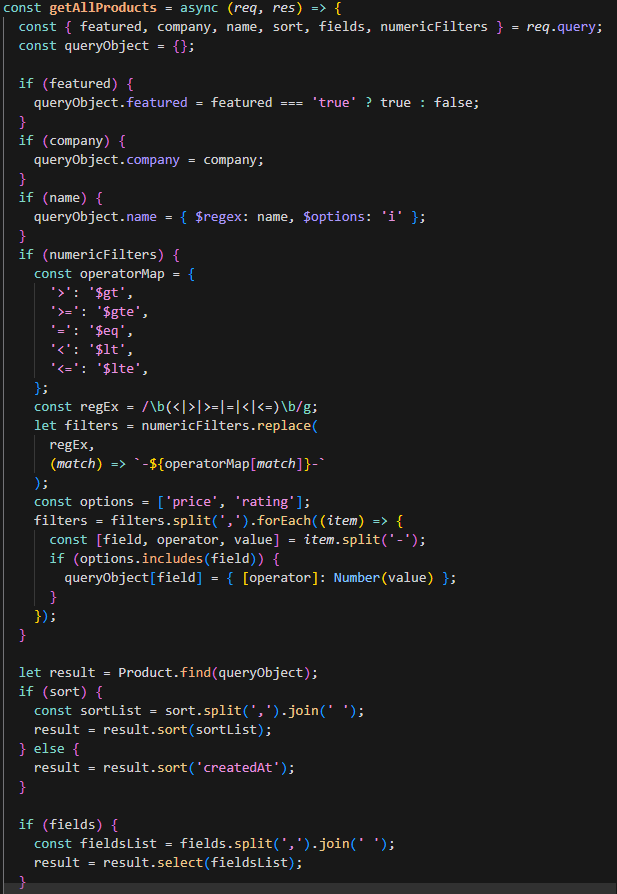 const getAllProducts = async (req, res) => {
  const { featured, company, name, sort, fields, numericFilters } = req.query;
  const queryObject = {};

  if (featured) {
    queryObject.featured = featured === 'true' ? true : false;
  }
  if (company) {
    queryObject.company = company;
  }
  if (name) {
    queryObject.name = { $regex: name, $options: 'i' };
  }
  if (numericFilters) {
    const operatorMap = {
      '>': '$gt',
      '>=': '$gte',
      '=': '$eq',
      '<': '$lt',
      '<=': '$lte',
    };
    const regEx = /\b(<|>|>=|=|<|<=)\b/g;
    let filters = numericFilters.replace(
      regEx,
      (match) => `-${operatorMap[match]}-`
    );
    const options = ['price', 'rating'];
    filters = filters.split(',').forEach((item) => {
      const [field, operator, value] = item.split('-');
      if (options.includes(field)) {
        queryObject[field] = { [operator]: Number(value) };
      }
    });
  }

  let result = Product.find(queryObject);
  if (sort) {
    const sortList = sort.split(',').join(' ');
    result = result.sort(sortList);
  } else {
    result = result.sort('createdAt');
  }

  if (fields) {
    const fieldsList = fields.split(',').join(' ');
    result = result.select(fieldsList);
  }